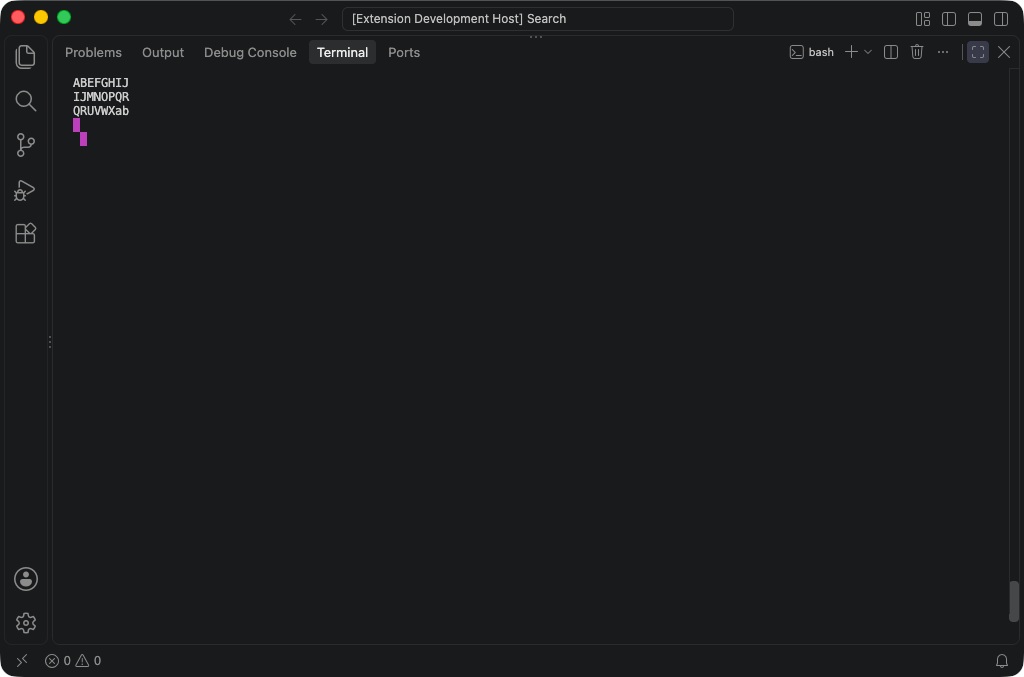 [Extension Development Host] Search
Problems Output Debug Console Terminal Ports bash
ABEFGHIJ
IJMNOPQR
QRUVWXab
0 0